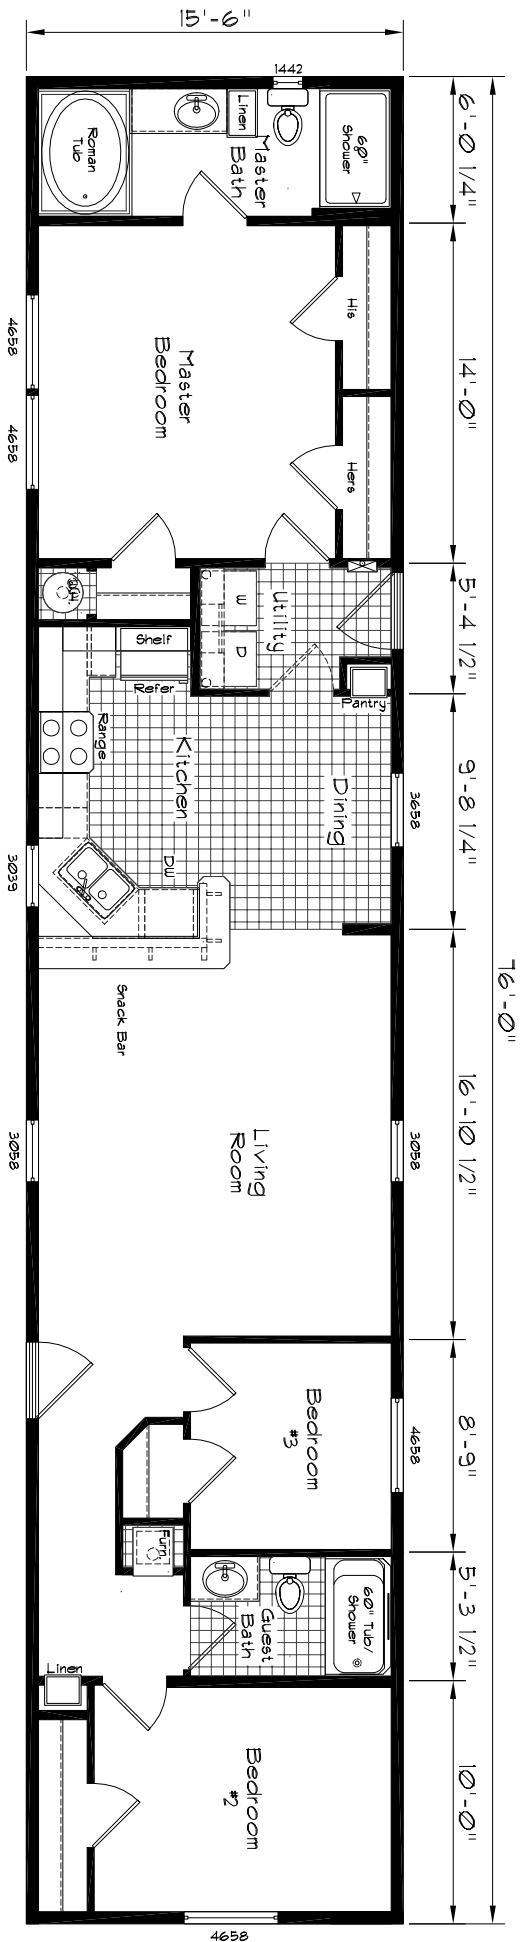 15'-6"
1442
Roman
Tub
Linen
Master
Bath
60"
Shower
6'-0 1/4"
His
4658
Master
Bedroom
14'-0"
4658
Hers
W
Utility
D
5'-4 1/2"
Shelf
Refer
Pantry
Range
Kitchen
Dining
3658
9'-8 1/4"
3039
DW
76'-0"
Snack Bar
3058
Living
Room
3058
16'-10 1/2"
Bedroom
#3
4658
8'-9"
Furn.
Guest
Bath
60" Tub/
Shower
5'-3 1/2"
Linen
Bedroom
#2
10'-0"
4658